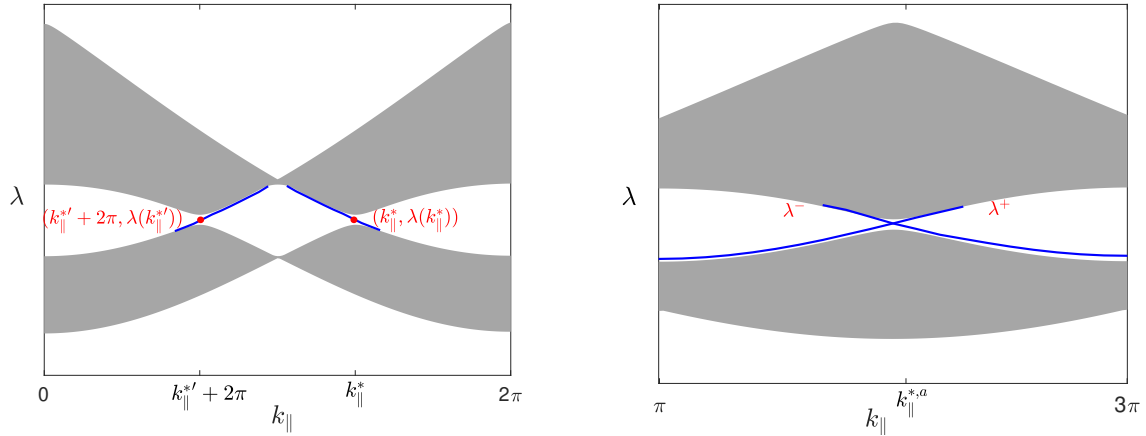 λ
(k*′∥ + 2π, λ(k*′∥))
(k*∥, λ(k*∥))
0
k*′∥ + 2π
k*∥
2π
k∥
λ
λ⁻
λ⁺
π
k*,a∥
3π
k∥